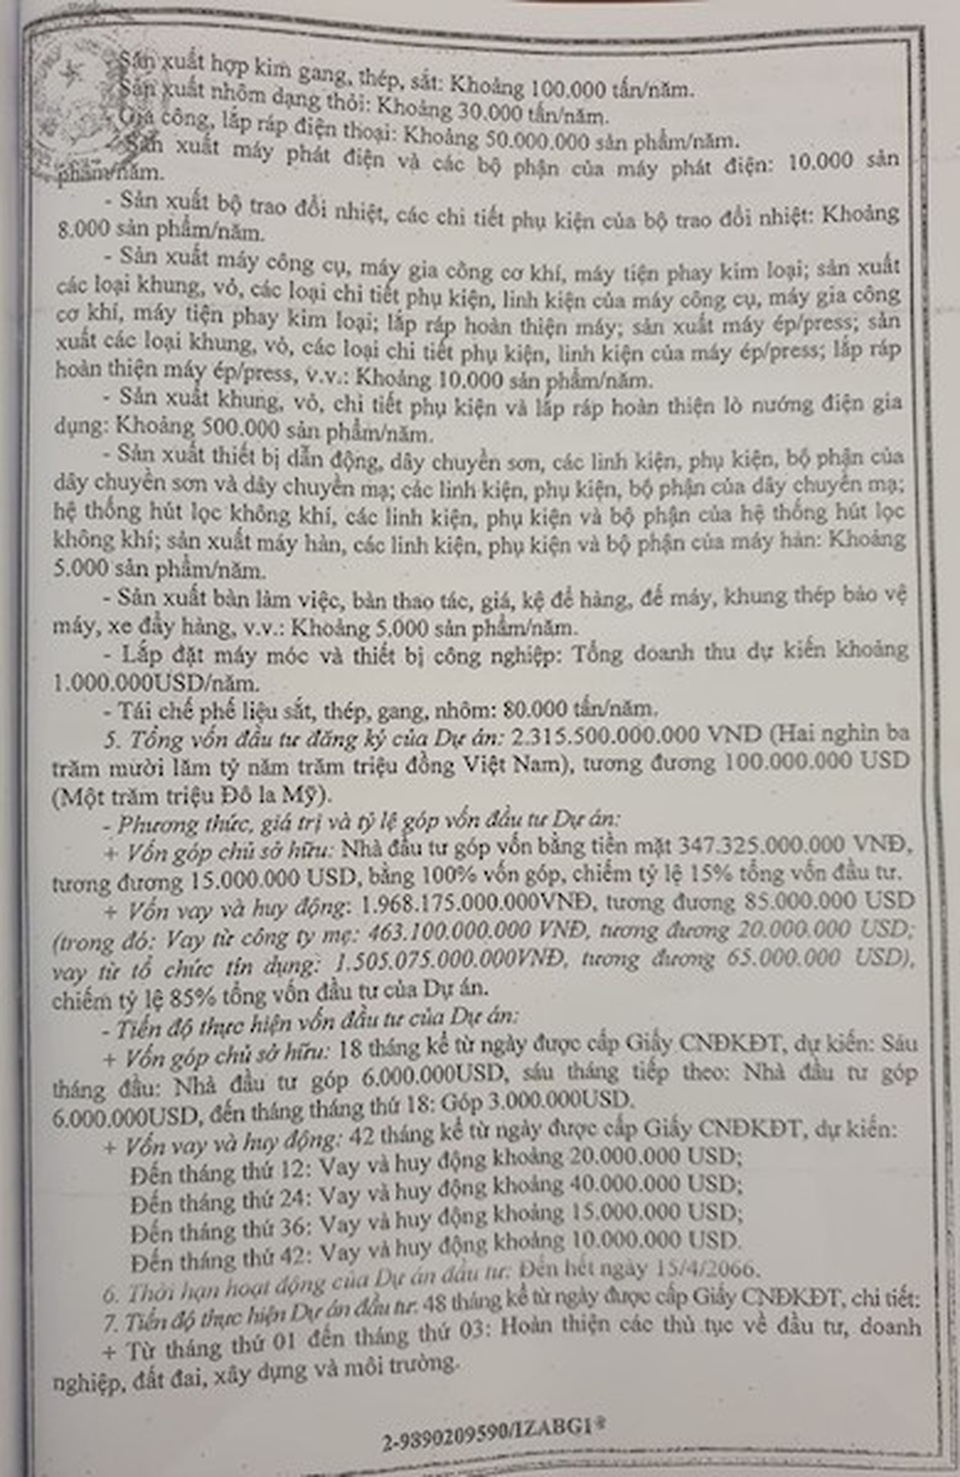 Sản xuất hợp kim gang, thép, sắt: Khoảng 100.000 tấn/năm.
Sản xuất nhôm dạng thỏi: Khoảng 30.000 tấn/năm.
Gia công, lắp ráp điện thoại: Khoảng 50.000.000 sản phẩm/năm.
- Sản xuất máy phát điện và các bộ phận của máy phát điện: 10.000 sản
phẩm/năm.
- Sản xuất bộ trao đổi nhiệt, các chi tiết phụ kiện của bộ trao đổi nhiệt: Khoảng
8.000 sản phẩm/năm.
- Sản xuất máy công cụ, máy gia công cơ khí, máy tiện phay kim loại; sản xuất
các loại khung, vỏ, các loại chi tiết phụ kiện, linh kiện của máy công cụ, máy gia công
cơ khí, máy tiện phay kim loại; lắp ráp hoàn thiện máy; sản xuất máy ép/press; sản
xuất các loại khung, vỏ, các loại chi tiết phụ kiện, linh kiện của máy ép/press; lắp ráp
hoàn thiện máy ép/press, v.v.: Khoảng 10.000 sản phẩm/năm.
- Sản xuất khung, vỏ, chi tiết phụ kiện và lắp ráp hoàn thiện lò nướng điện gia
dụng: Khoảng 500.000 sản phẩm/năm.
- Sản xuất thiết bị dẫn động, dây chuyền sơn, các linh kiện, phụ kiện, bộ phận của
dây chuyền sơn và dây chuyền mạ; các linh kiện, phụ kiện, bộ phận của dây chuyền mạ;
hệ thống hút lọc không khí, các linh kiện, phụ kiện và bộ phận của hệ thống hút lọc
không khí; sản xuất máy hàn, các linh kiện, phụ kiện và bộ phận của máy hàn: Khoảng
5.000 sản phẩm/năm.
- Sản xuất bàn làm việc, bàn thao tác, giá, kệ để hàng, đế máy, khung thép bảo vệ
máy, xe đẩy hàng, v.v.: Khoảng 5.000 sản phẩm/năm.
- Lắp đặt máy móc và thiết bị công nghiệp: Tổng doanh thu dự kiến khoảng
1.000.000USD/năm.
- Tái chế phế liệu sắt, thép, gang, nhôm: 80.000 tấn/năm.
5. Tổng vốn đầu tư đăng ký của Dự án: 2.315.500.000.000 VND (Hai nghìn ba
trăm mười lăm tỷ năm trăm triệu đồng Việt Nam), tương đương 100.000.000 USD
(Một trăm triệu Đô la Mỹ).
- Phương thức, giá trị và tỷ lệ góp vốn đầu tư Dự án:
+ Vốn góp chủ sở hữu: Nhà đầu tư góp vốn bằng tiền mặt 347.325.000.000 VNĐ,
tương đương 15.000.000 USD, bằng 100% vốn góp, chiếm tỷ lệ 15% tổng vốn đầu tư.
+ Vốn vay và huy động: 1.968.175.000.000VNĐ, tương đương 85.000.000 USD
(trong đó: Vay từ công ty mẹ: 463.100.000.000 VNĐ, tương đương 20.000.000 USD;
vay từ tổ chức tín dụng: 1.505.075.000.000VNĐ, tương đương 65.000.000 USD),
chiếm tỷ lệ 85% tổng vốn đầu tư của Dự án.
- Tiến độ thực hiện vốn đầu tư của Dự án:
+ Vốn góp chủ sở hữu: 18 tháng kể từ ngày được cấp Giấy CNĐKĐT, dự kiến: Sáu
tháng đầu: Nhà đầu tư góp 6.000.000USD, sáu tháng tiếp theo: Nhà đầu tư góp
6.000.000USD, đến tháng tháng thứ 18: Góp 3.000.000USD.
+ Vốn vay và huy động: 42 tháng kể từ ngày được cấp Giấy CNĐKĐT, dự kiến:
Đến tháng thứ 12: Vay và huy động khoảng 20.000.000 USD;
Đến tháng thứ 24: Vay và huy động khoảng 40.000.000 USD;
Đến tháng thứ 36: Vay và huy động khoảng 15.000.000 USD;
Đến tháng thứ 42: Vay và huy động khoảng 10.000.000 USD.
6. Thời hạn hoạt động của Dự án đầu tư: Đến hết ngày 15/4/2066.
7. Tiến độ thực hiện Dự án đầu tư: 48 tháng kể từ ngày được cấp Giấy CNĐKĐT, chi tiết:
+ Từ tháng thứ 01 đến tháng thứ 03: Hoàn thiện các thủ tục về đầu tư, doanh
nghiệp, đất đai, xây dựng và môi trường.
2-9890209590/IZABG1*